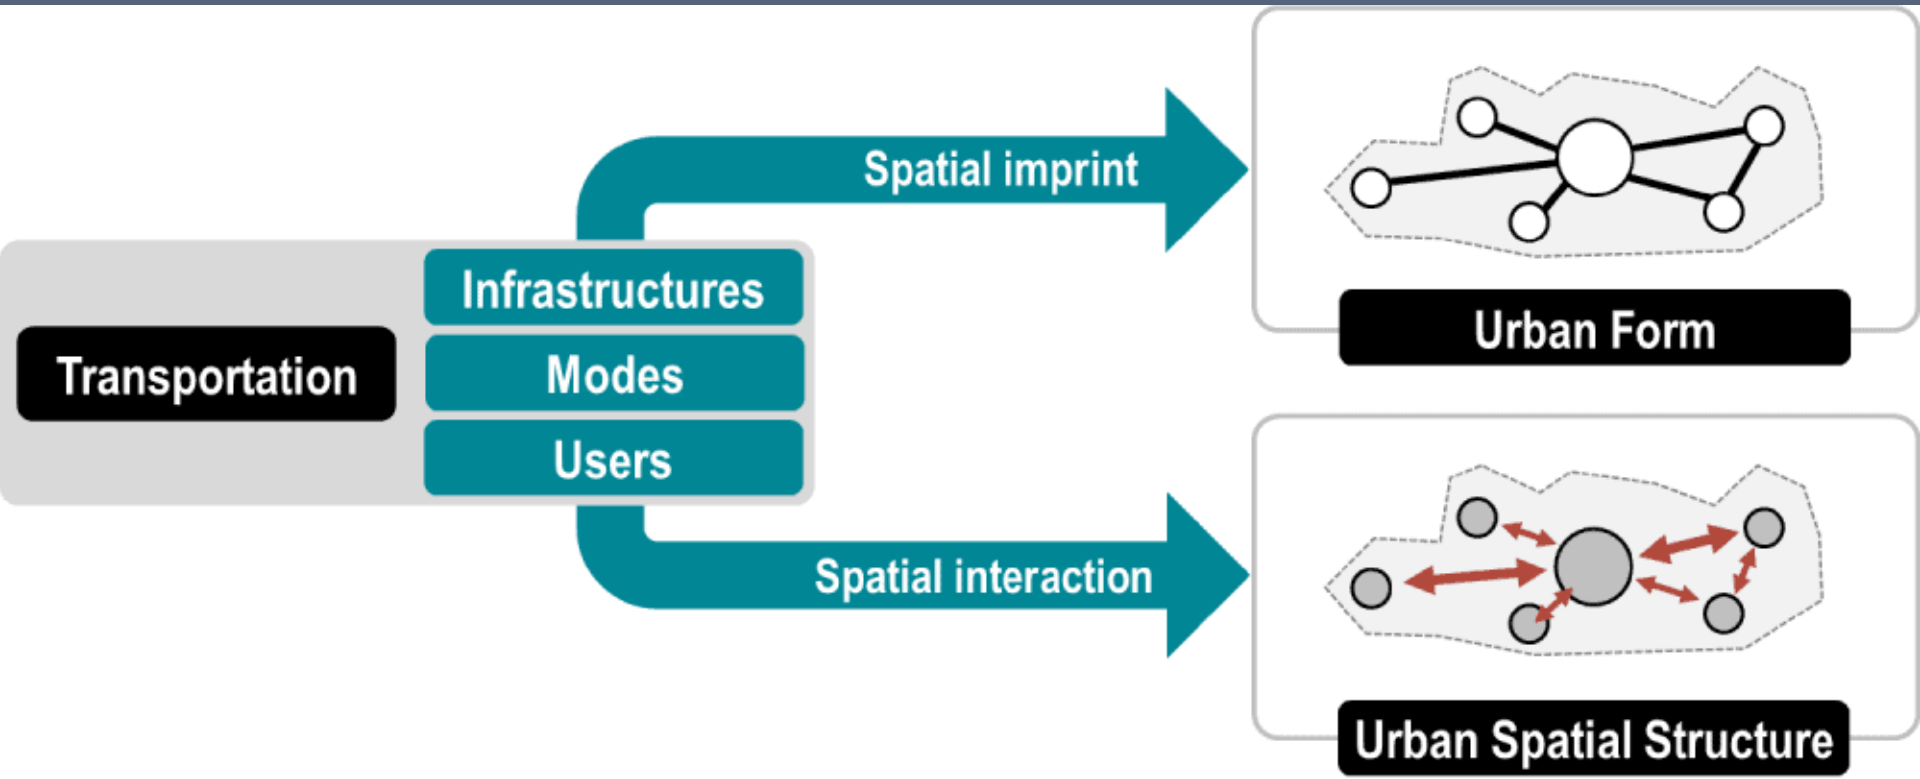 Transportation
Infrastructures
Modes
Users
Spatial imprint
Urban Form
Spatial interaction
Urban Spatial Structure